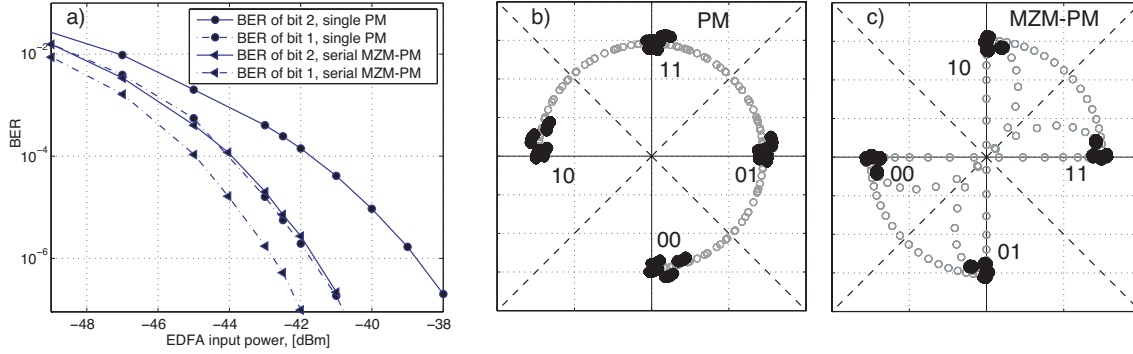 a)
BER of bit 2, single PM
BER of bit 1, single PM
BER of bit 2, serial MZM-PM
BER of bit 1, serial MZM-PM
10^−2
10^−4
10^−6
BER
−48 −46 −44 −42 −40 −38
EDFA input power, [dBm]
b) PM
11
10 01
00
c) MZM-PM
10
00 11
01